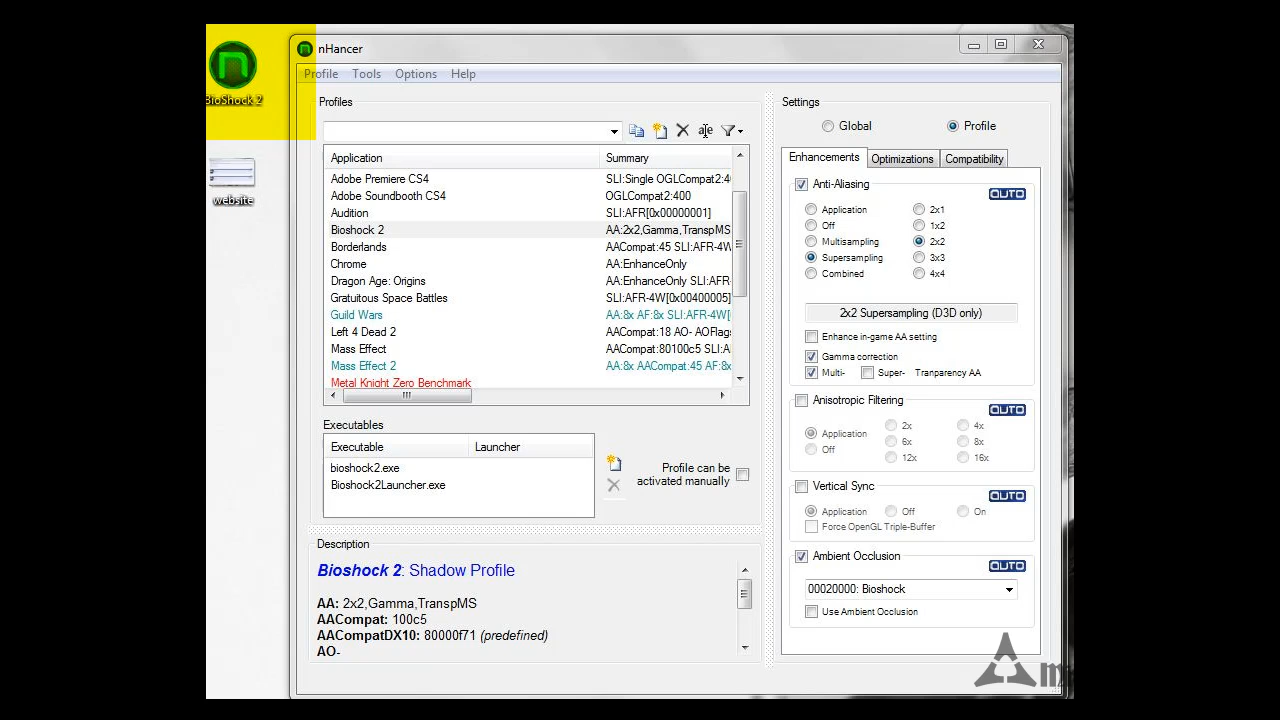 BioShock 2
website
nHancer
Profile Tools Options Help
Profiles
Application Summary
Adobe Premiere CS4 SLI:Single OGLCompat2:40
Adobe Soundbooth CS4 OGLCompat2:400
Audition SLI:AFR[0x00000001]
Bioshock 2 AA:2x2,Gamma,TranspMS
Borderlands AACompat:45 SLI:AFR-4W
Chrome AA:EnhanceOnly
Dragon Age: Origins AA:EnhanceOnly SLI:AFR-
Gratuitous Space Battles SLI:AFR-4W[0x00400005]
Guild Wars AA:8x AF:8x SLI:AFR-4W[
Left 4 Dead 2 AACompat:18 AO- AOFlags
Mass Effect AACompat:80100c5 SLI:A
Mass Effect 2 AA:8x AACompat:45 AF:8x
Metal Knight Zero Benchmark
Executables
Executable Launcher
bioshock2.exe
Bioshock2Launcher.exe
Profile can be
activated manually
Description
Bioshock 2: Shadow Profile
AA: 2x2,Gamma,TranspMS
AACompat: 100c5
AACompatDX10: 80000f71 (predefined)
AO-
Settings
Global Profile
Enhancements Optimizations Compatibility
Anti-Aliasing
AUTO
Application 2x1
Off 1x2
Multisampling 2x2
Supersampling 3x3
Combined 4x4
2x2 Supersampling (D3D only)
Enhance in-game AA setting
Gamma correction
Multi- Super- Tranparency AA
Anisotropic Filtering
AUTO
Application 2x 4x
Off 6x 8x
12x 16x
Vertical Sync
AUTO
Application Off On
Force OpenGL Triple-Buffer
Ambient Occlusion
AUTO
00020000: Bioshock
Use Ambient Occlusion